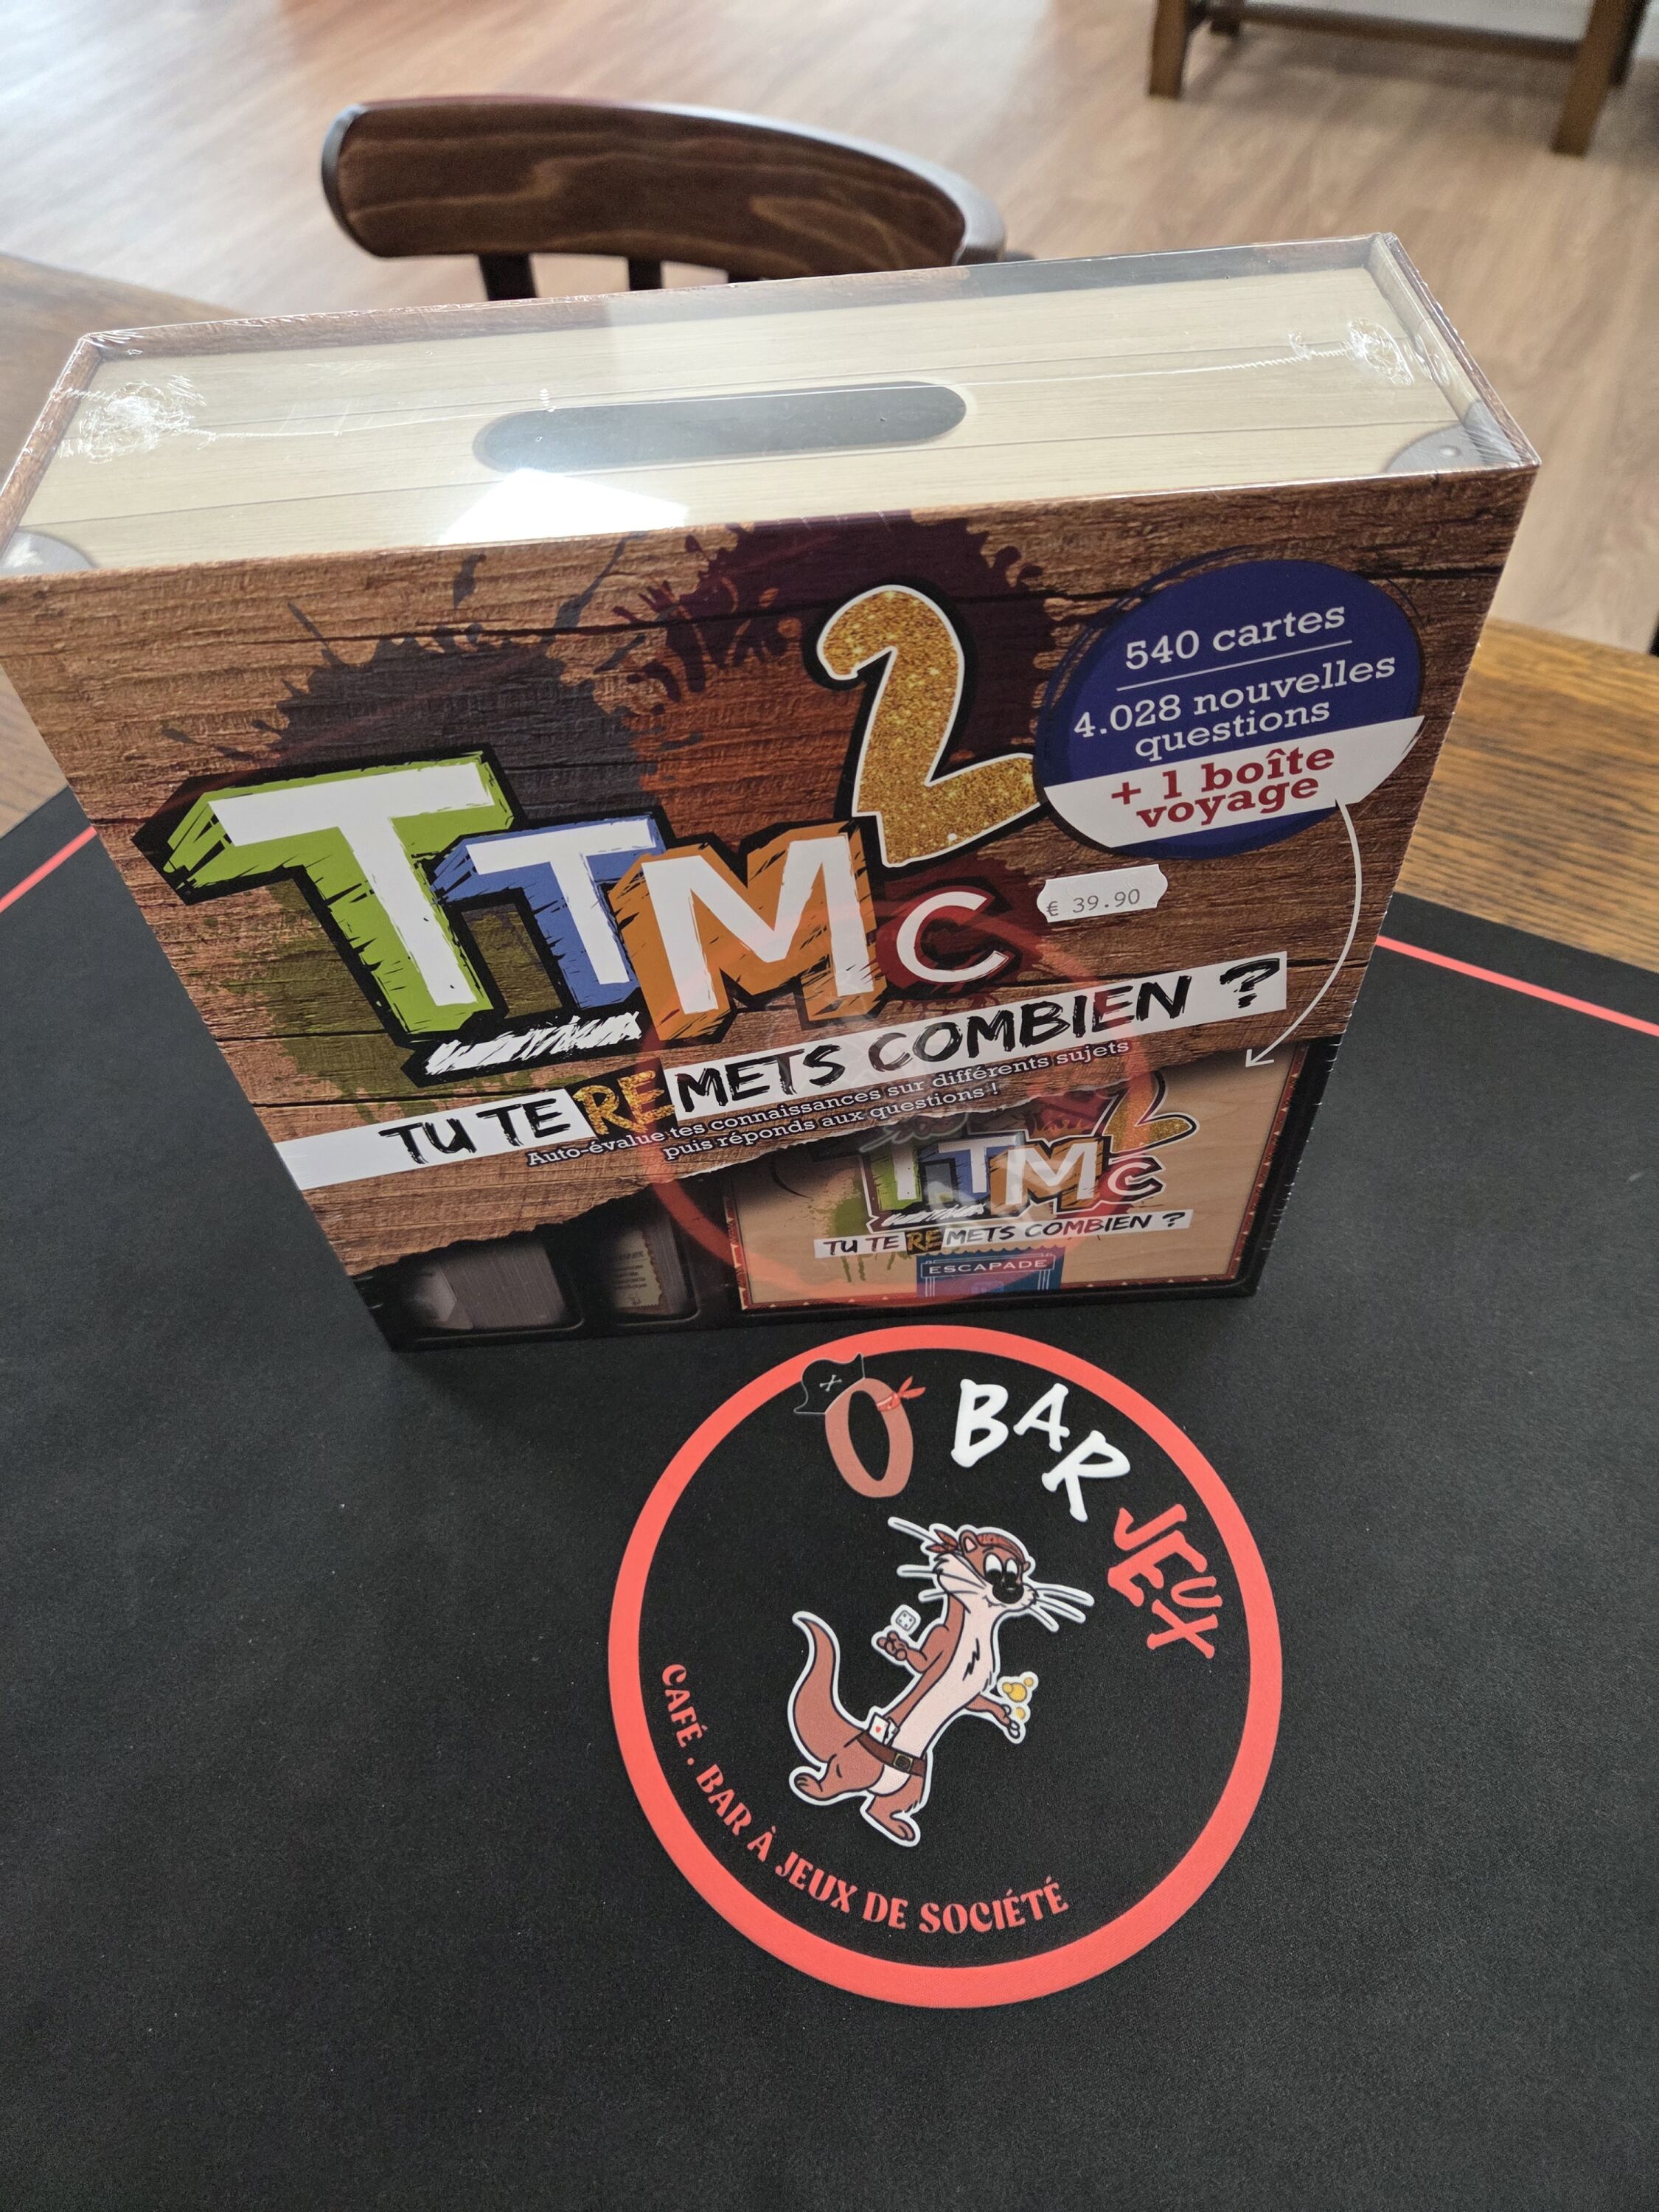 2
540 cartes
4.028 nouvelles
questions
+ 1 boîte
voyage
TTMC
€ 39.90
TU TE REMETS COMBIEN ?
Auto-évalue tes connaissances sur différents sujets
puis réponds aux questions !
2
TTMC
TU TE REMETS COMBIEN ?
ESCAPADE
Ô BAR JEUX
CAFÉ . BAR À JEUX DE SOCIÉTÉ